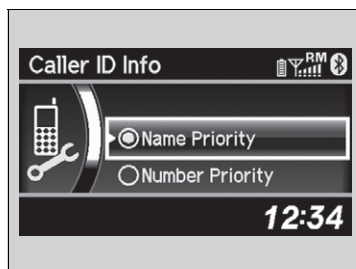 Caller ID Info
RM
Name Priority
Number Priority
12:34